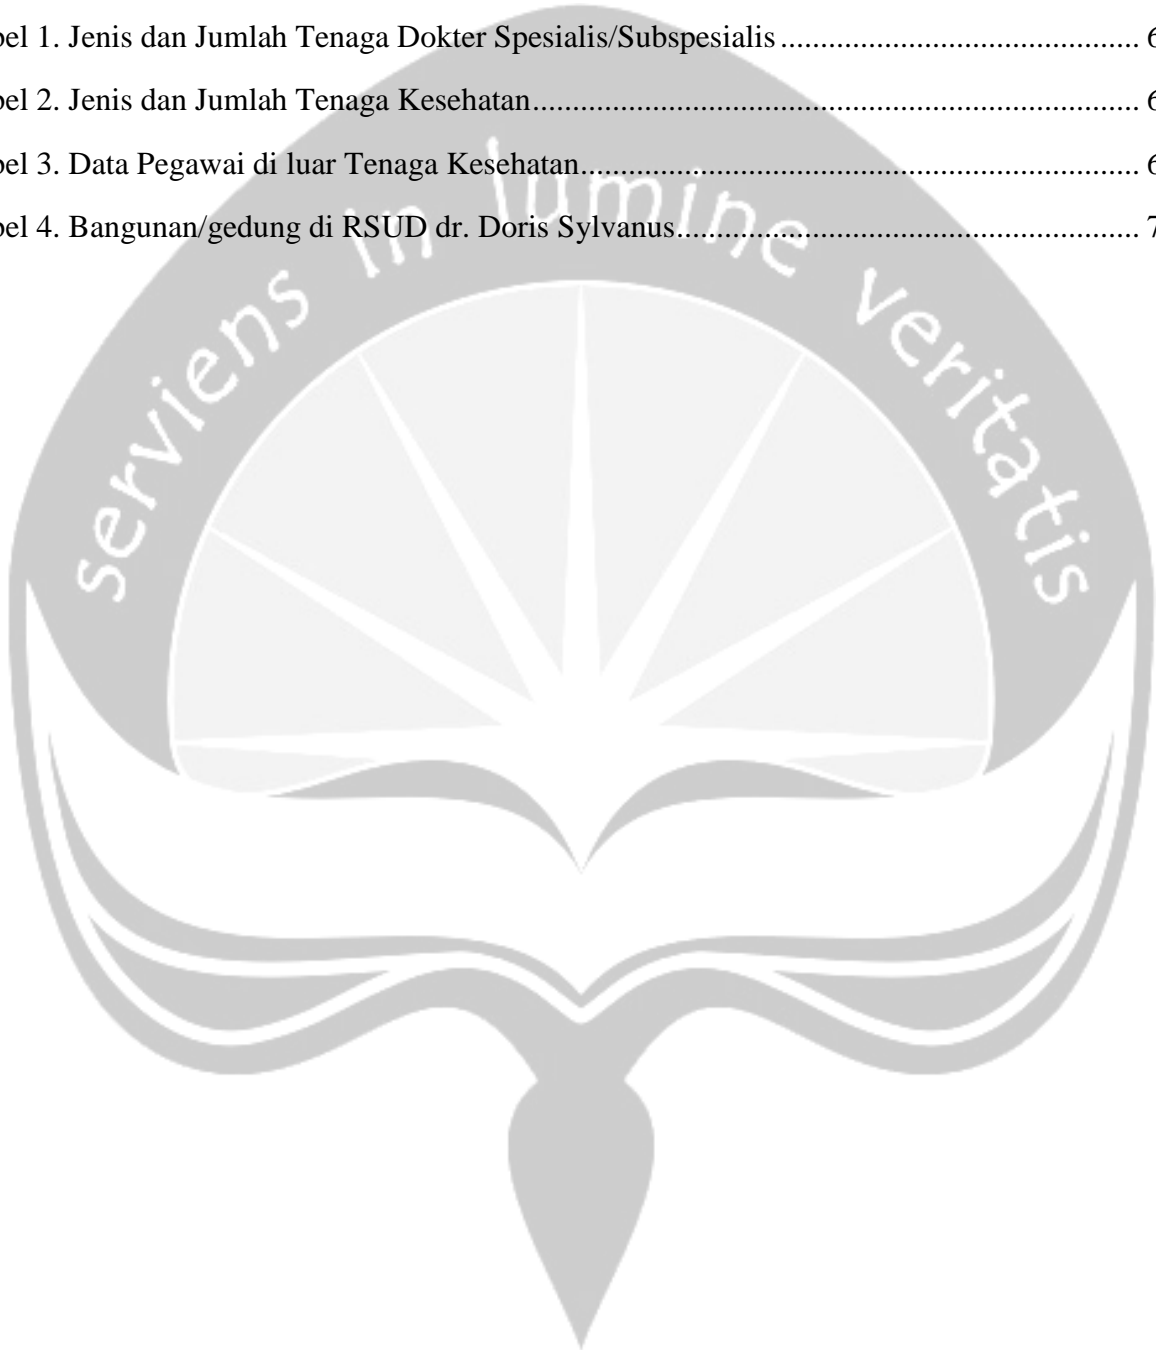 bel 1. Jenis dan Jumlah Tenaga Dokter Spesialis/Subspesialis ...................................... 6
bel 2. Jenis dan Jumlah Tenaga Kesehatan ................................................................ 6
bel 3. Data Pegawai di luar Tenaga Kesehatan ........................................................... 6
bel 4. Bangunan/gedung di RSUD dr. Doris Sylvanus ................................................. 7
serviens in lumine veritatis